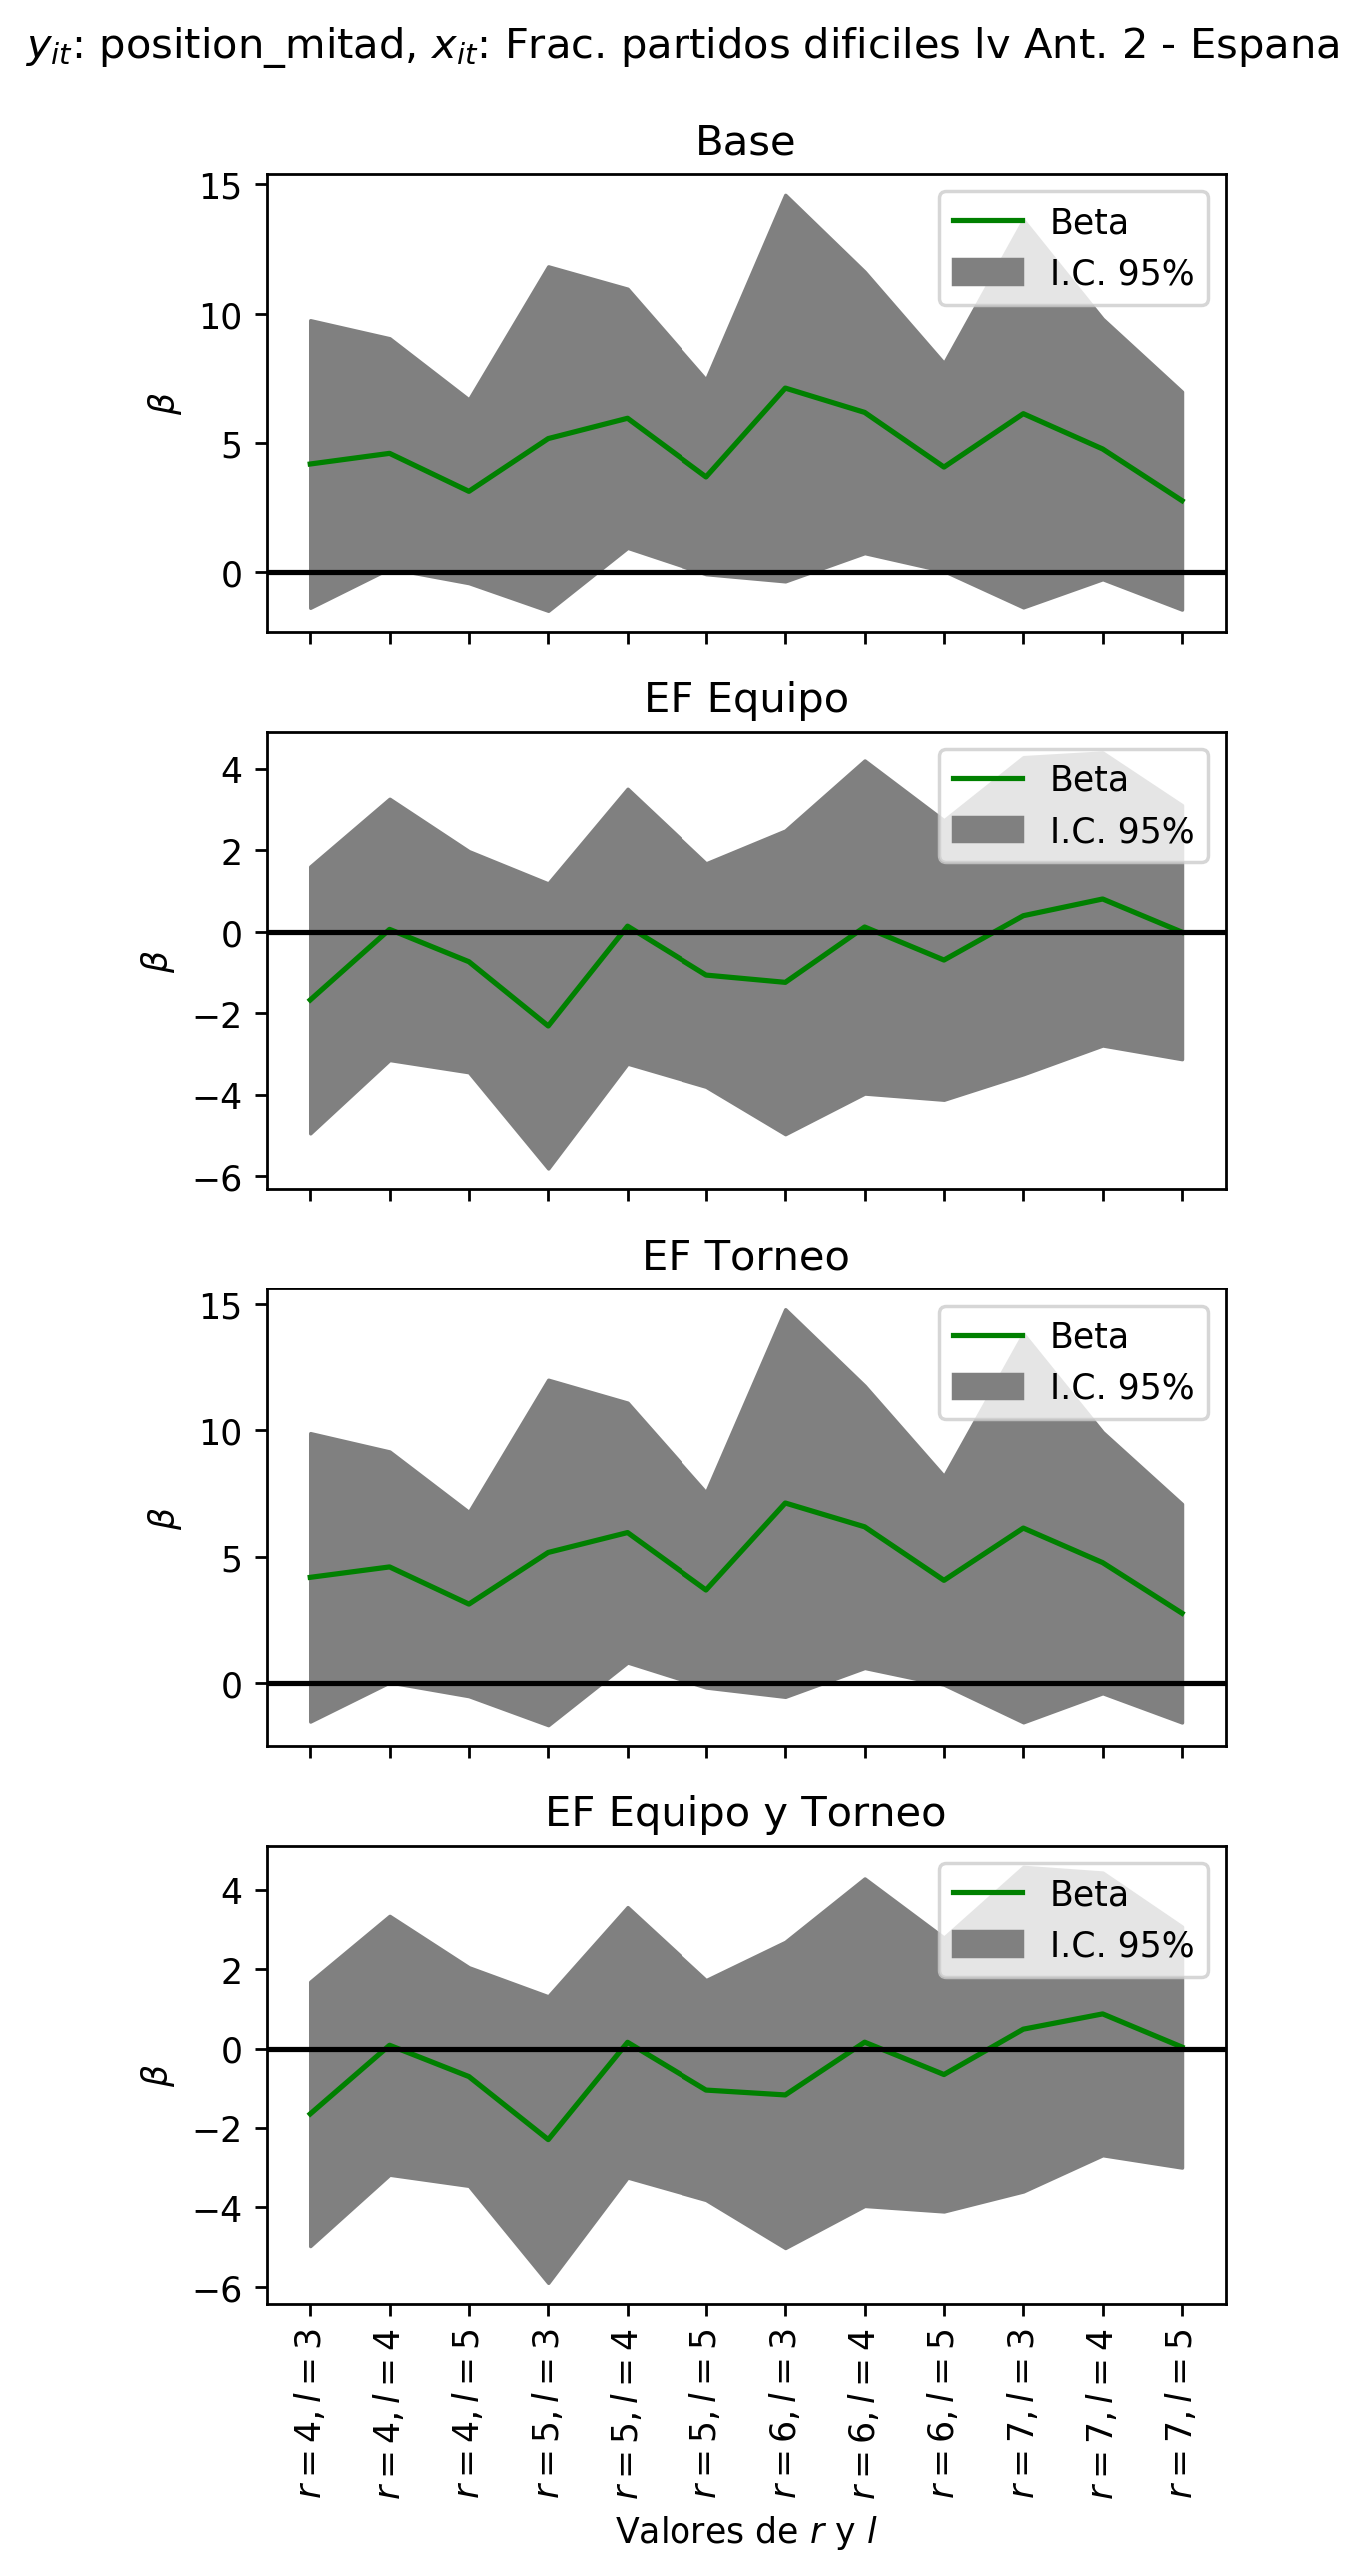 y_it: position_mitad, x_it: Frac. partidos dificiles lv Ant. 2 - Espana
Base
15
10
5
0
β
Beta
I.C. 95%
EF Equipo
4
2
0
−2
−4
−6
β
Beta
I.C. 95%
EF Torneo
15
10
5
0
β
Beta
I.C. 95%
EF Equipo y Torneo
4
2
0
−2
−4
−6
β
Beta
I.C. 95%
r = 4, l = 3
r = 4, l = 4
r = 4, l = 5
r = 5, l = 3
r = 5, l = 4
r = 5, l = 5
r = 6, l = 3
r = 6, l = 4
r = 6, l = 5
r = 7, l = 3
r = 7, l = 4
r = 7, l = 5
Valores de r y l